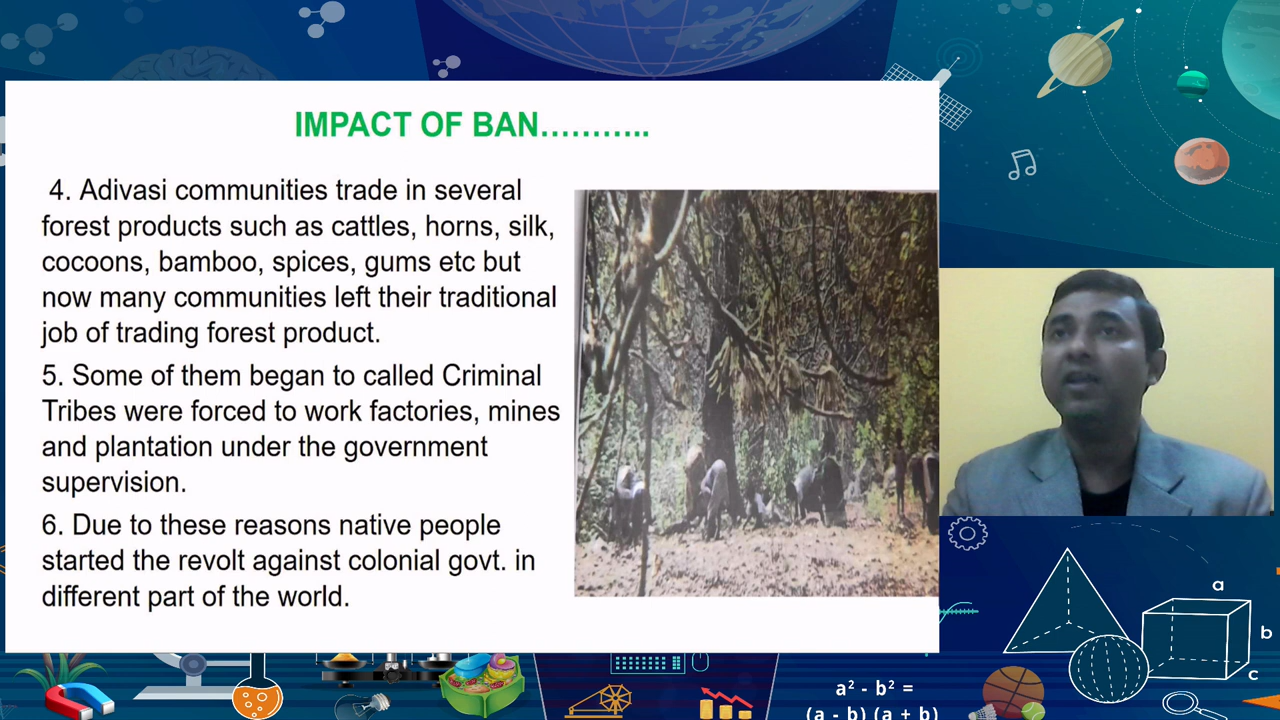 IMPACT OF BAN...........
4. Adivasi communities trade in several
forest products such as cattles, horns, silk,
cocoons, bamboo, spices, gums etc but
now many communities left their traditional
job of trading forest product.
5. Some of them began to called Criminal
Tribes were forced to work factories, mines
and plantation under the government
supervision.
6. Due to these reasons native people
started the revolt against colonial govt. in
different part of the world.
a
b
c
a² - b² =
(a - b) (a + b)